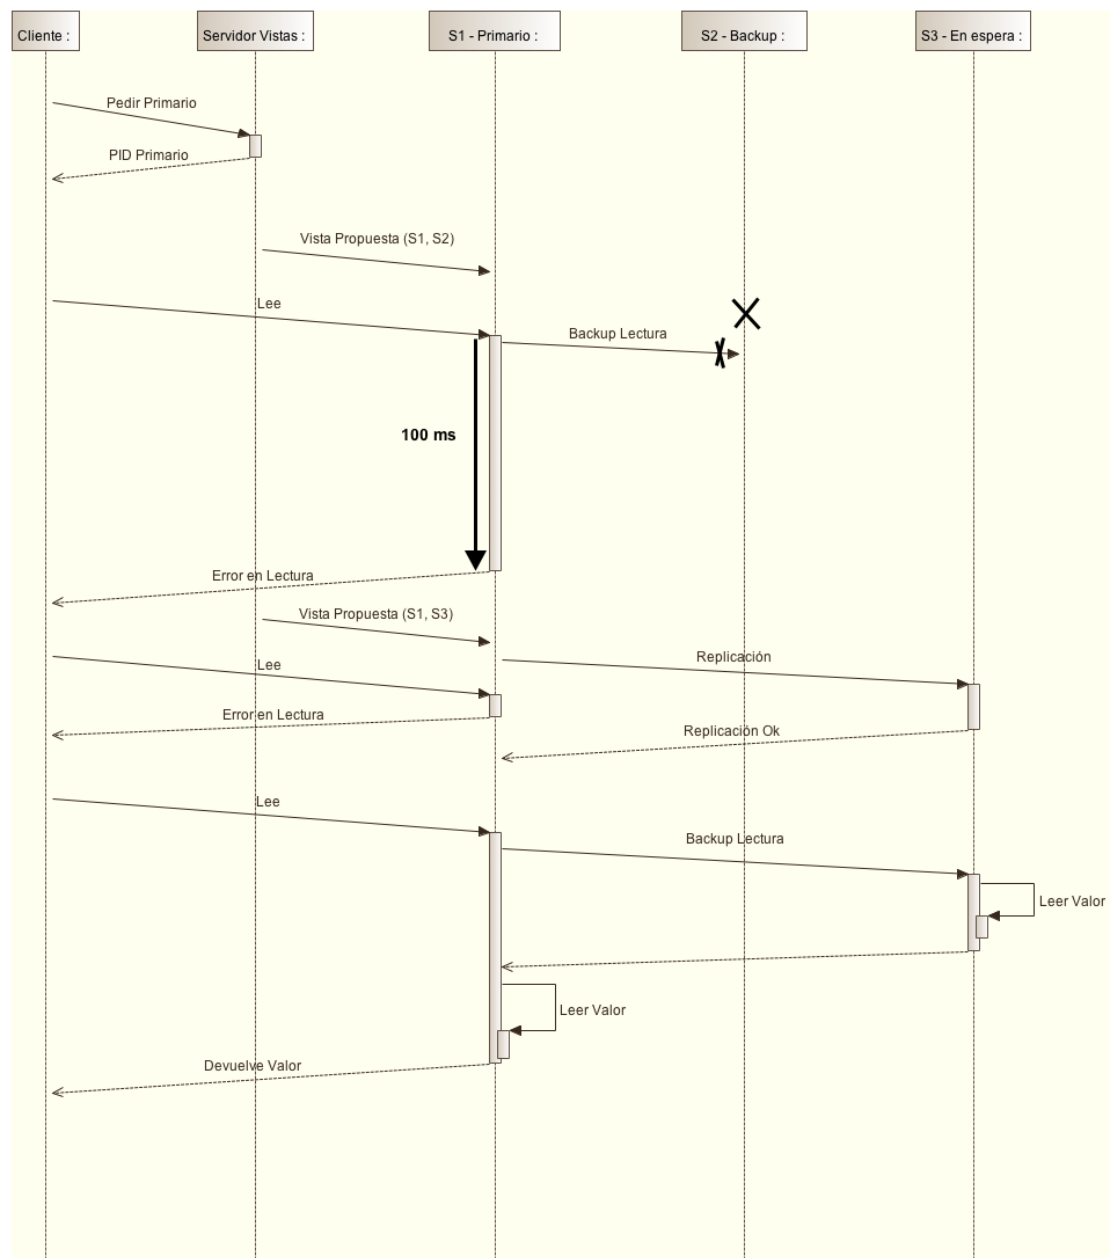 Cliente :
Servidor Vistas :
S1 - Primario :
S2 - Backup :
S3 - En espera :
Pedir Primario
PID Primario
Vista Propuesta (S1, S2)
Lee
Backup Lectura
100 ms
Error en Lectura
Vista Propuesta (S1, S3)
Lee
Replicación
Error en Lectura
Replicación Ok
Lee
Backup Lectura
Leer Valor
Leer Valor
Devuelve Valor